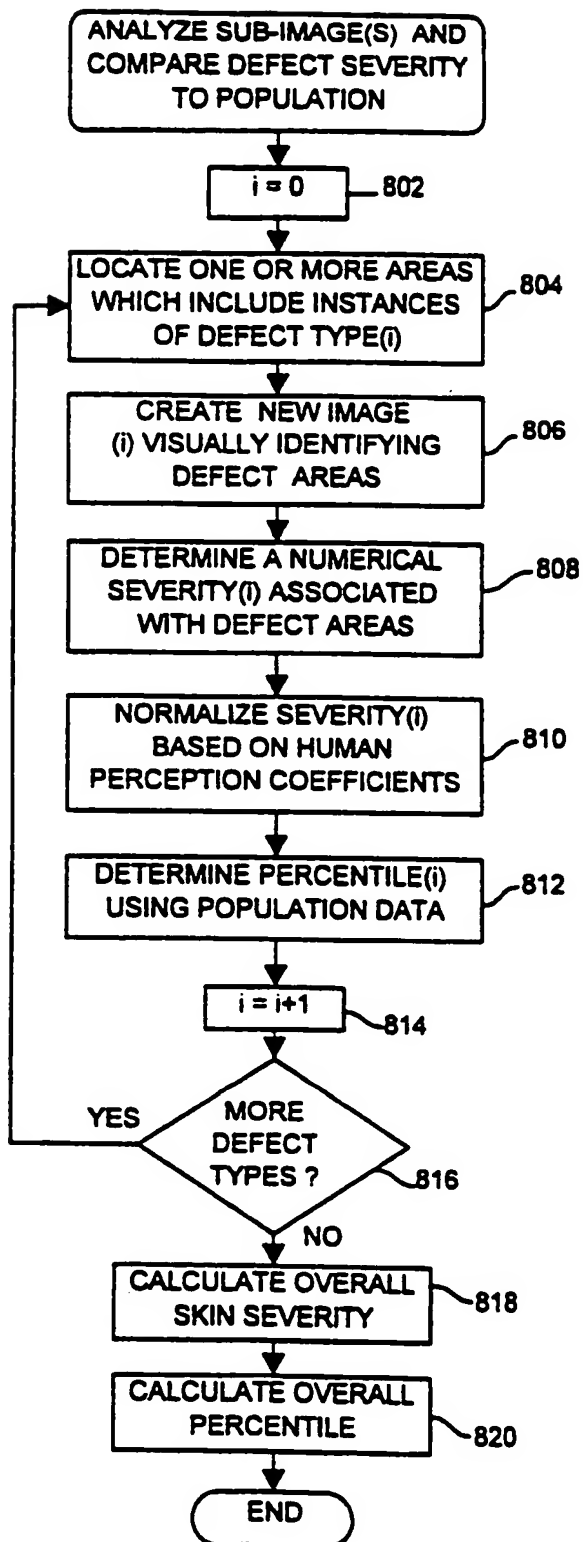 ANALYZE SUB-IMAGE(S) AND
COMPARE DEFECT SEVERITY
TO POPULATION
i = 0
802
LOCATE ONE OR MORE AREAS
WHICH INCLUDE INSTANCES
OF DEFECT TYPE(i)
804
CREATE NEW IMAGE
(i) VISUALLY IDENTIFYING
DEFECT AREAS
806
DETERMINE A NUMERICAL
SEVERITY(i) ASSOCIATED
WITH DEFECT AREAS
808
NORMALIZE SEVERITY(i)
BASED ON HUMAN
PERCEPTION COEFFICIENTS
810
DETERMINE PERCENTILE(i)
USING POPULATION DATA
812
i = i+1
814
YES
MORE
DEFECT
TYPES ?
816
NO
CALCULATE OVERALL
SKIN SEVERITY
818
CALCULATE OVERALL
PERCENTILE
820
END